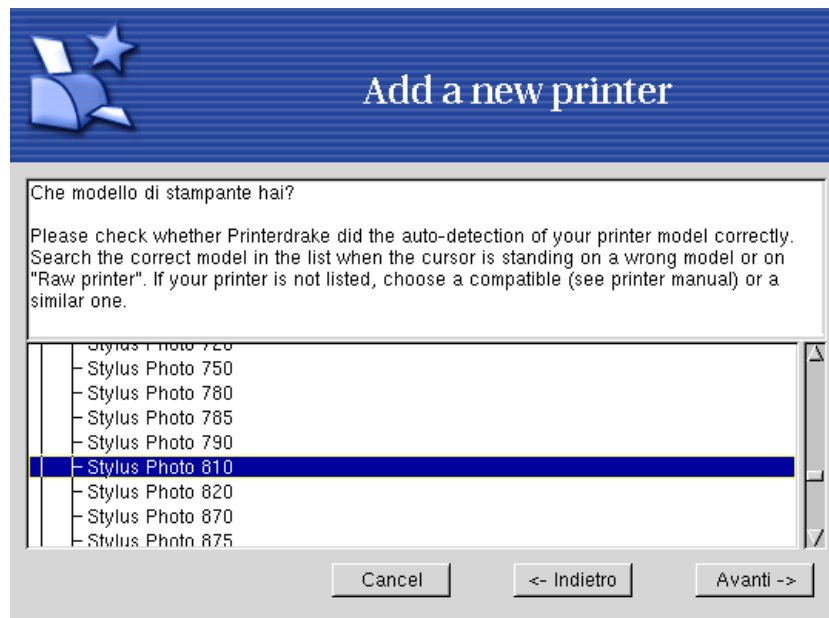 Add a new printer
Che modello di stampante hai?
Please check whether Printerdrake did the auto-detection of your printer model correctly.
Search the correct model in the list when the cursor is standing on a wrong model or on
"Raw printer". If your printer is not listed, choose a compatible (see printer manual) or a
similar one.
Stylus Photo 720
Stylus Photo 750
Stylus Photo 780
Stylus Photo 785
Stylus Photo 790
Stylus Photo 810
Stylus Photo 820
Stylus Photo 870
Stylus Photo 875
Cancel <- Indietro Avanti ->